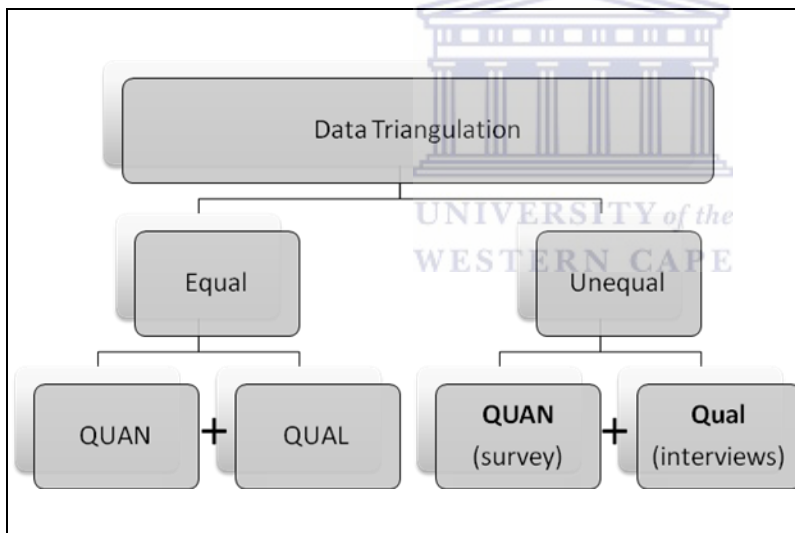 Data Triangulation
UNIVERSITY of the
WESTERN CAPE
Equal
Unequal
QUAN + QUAL
QUAN
(survey)
+
Qual
(interviews)